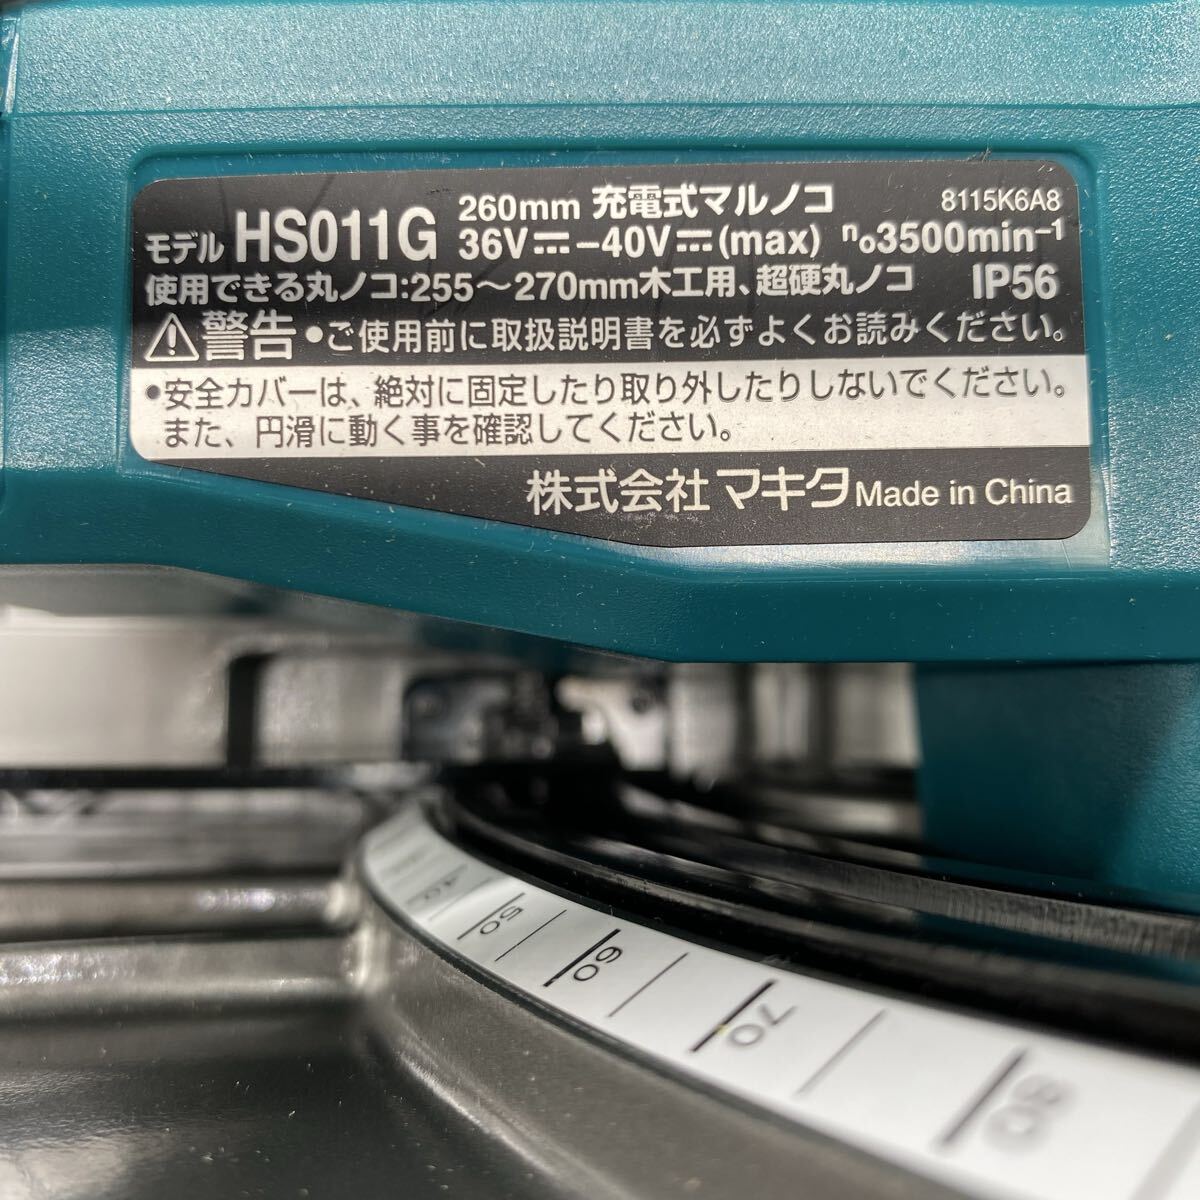 260mm 充電式マルノコ 8115K6A8
モデル HS011G 36V⎓-40V⎓(max) n₀3500min⁻¹
使用できる丸ノコ:255～270mm木工用、超硬丸ノコ IP56
⚠警告 •ご使用前に取扱説明書を必ずよくお読みください。
•安全カバーは、絶対に固定したり取り外したりしないでください。
また、円滑に動く事を確認してください。
株式会社マキタ Made in China
40
50
60
70
80